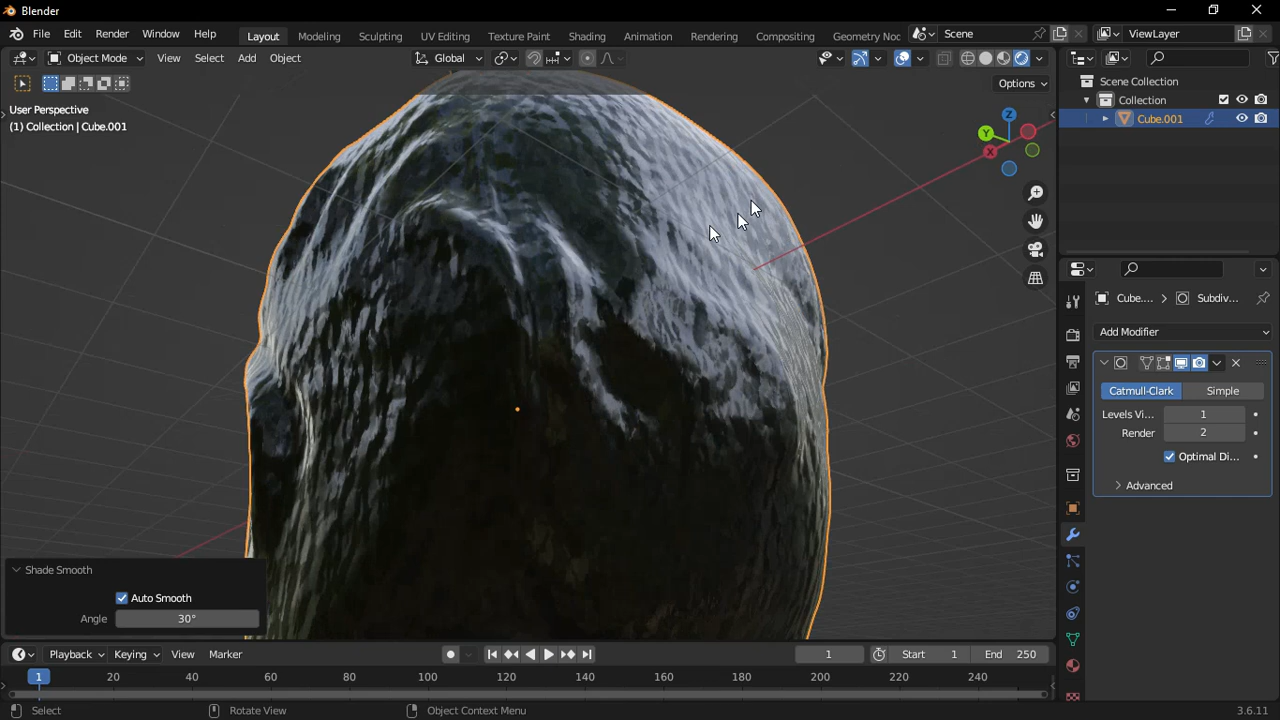 Blender
File Edit Render Window Help Layout Modeling Sculpting UV Editing Texture Paint Shading Animation Rendering Compositing Geometry Noc Scene ViewLayer
Object Mode View Select Add Object Global
Options
User Perspective
(1) Collection | Cube.001
Z
Y
X
Scene Collection
Collection
Cube.001
Cube.... > Subdiv...
Add Modifier
Catmull-Clark Simple
Levels Vi... 1
Render 2
Optimal Di...
Advanced
Shade Smooth
Auto Smooth
Angle 30°
Playback Keying View Marker 1 Start 1 End 250
1 20 40 60 80 100 120 140 160 180 200 220 240
Select Rotate View Object Context Menu 3.6.11